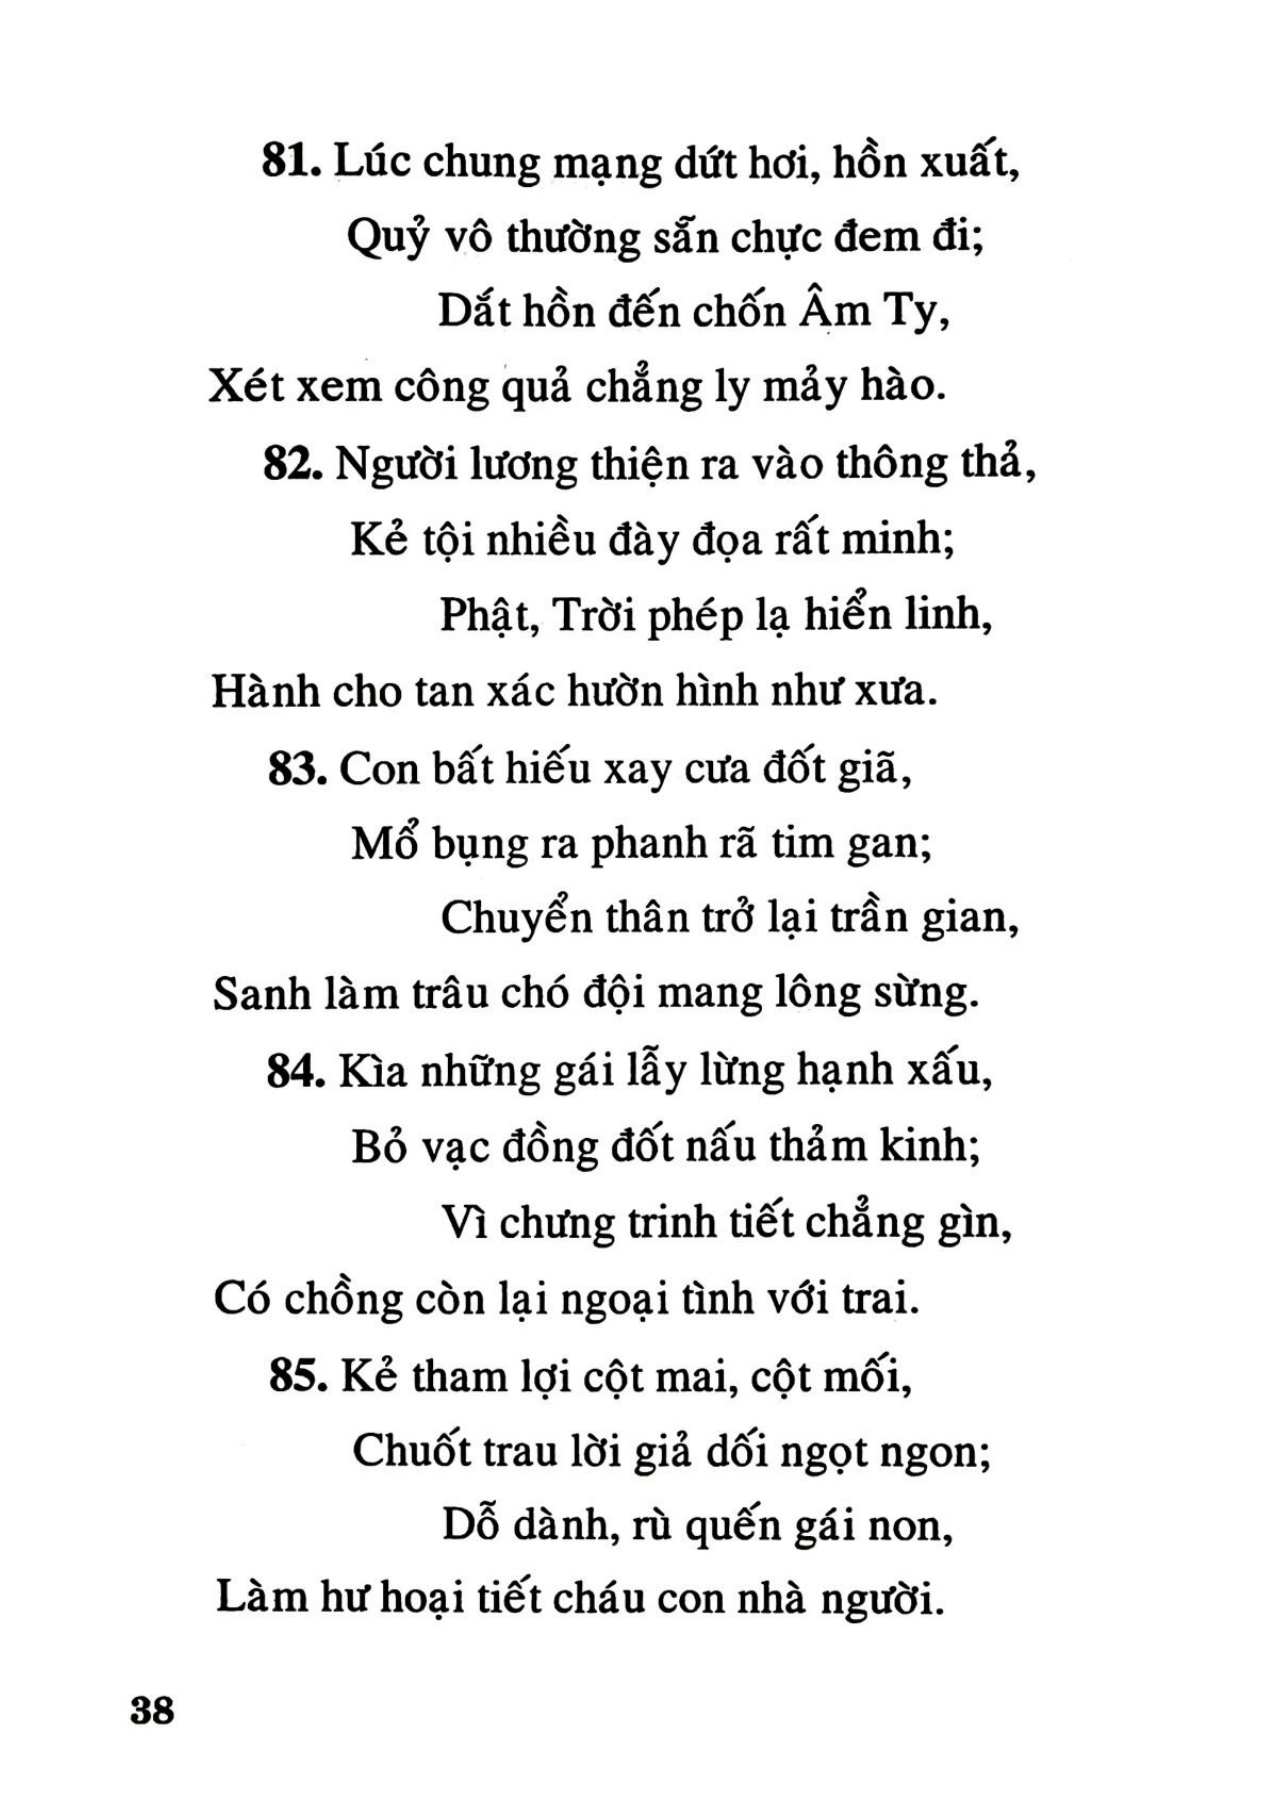 81. Lúc chung mạng dứt hơi, hồn xuất,
Quỷ vô thường sẵn chực đem đi;
Dắt hồn đến chốn Âm Ty,
Xét xem công quả chẳng ly mảy hào.
82. Người lương thiện ra vào thông thả,
Kẻ tội nhiều đày đọa rất minh;
Phật, Trời phép lạ hiển linh,
Hành cho tan xác hườn hình như xưa.
83. Con bất hiếu xay cưa đốt giã,
Mổ bụng ra phanh rã tim gan;
Chuyển thân trở lại trần gian,
Sanh làm trâu chó đội mang lông sừng.
84. Kìa những gái lẫy lừng hạnh xấu,
Bỏ vạc đồng đốt nấu thảm kinh;
Vì chưng trinh tiết chẳng gìn,
Có chồng còn lại ngoại tình với trai.
85. Kẻ tham lợi cột mai, cột mối,
Chuốt trau lời giả dối ngọt ngon;
Dỗ dành, rù quến gái non,
Làm hư hoại tiết cháu con nhà người.
38